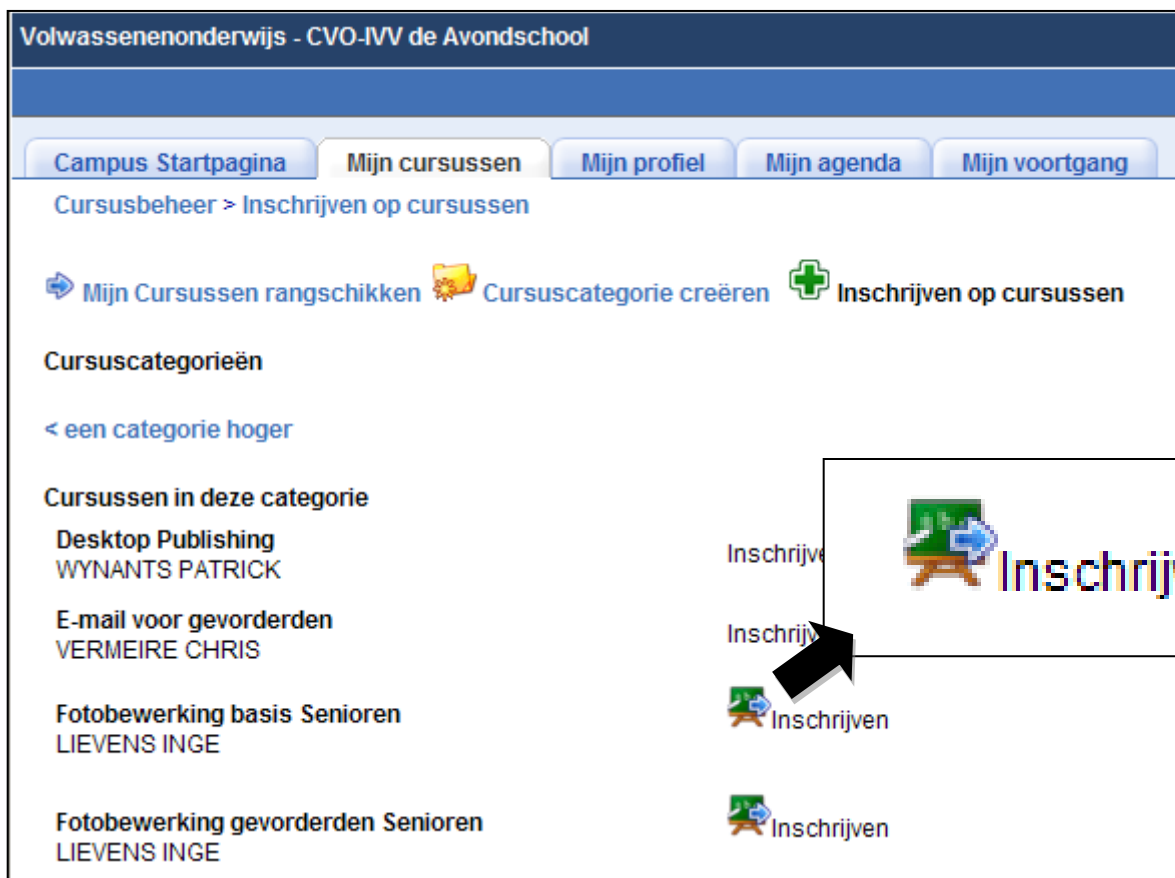 Volwassenenonderwijs - CVO-IVV de Avondschool
Campus Startpagina Mijn cursussen Mijn profiel Mijn agenda Mijn voortgang
Cursusbeheer > Inschrijven op cursussen
Mijn Cursussen rangschikken Cursuscategorie creëren Inschrijven op cursussen
Cursuscategorieën
< een categorie hoger
Cursussen in deze categorie
Desktop Publishing
WYNANTS PATRICK
E-mail voor gevorderden
VERMEIRE CHRIS
Fotobewerking basis Senioren
LIEVENS INGE
Inschrijven
Fotobewerking gevorderden Senioren
LIEVENS INGE
Inschrijven